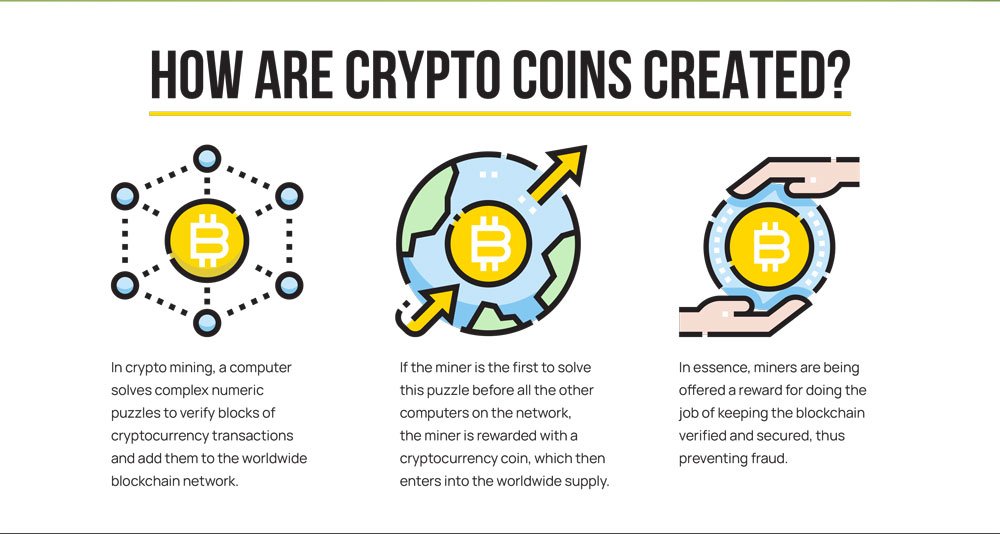 HOW ARE CRYPTO COINS CREATED?
In crypto mining, a computer
solves complex numeric
puzzles to verify blocks of
cryptocurrency transactions
and add them to the worldwide
blockchain network.
If the miner is the first to solve
this puzzle before all the other
computers on the network,
the miner is rewarded with a
cryptocurrency coin, which then
enters into the worldwide supply.
In essence, miners are being
offered a reward for doing the
job of keeping the blockchain
verified and secured, thus
preventing fraud.